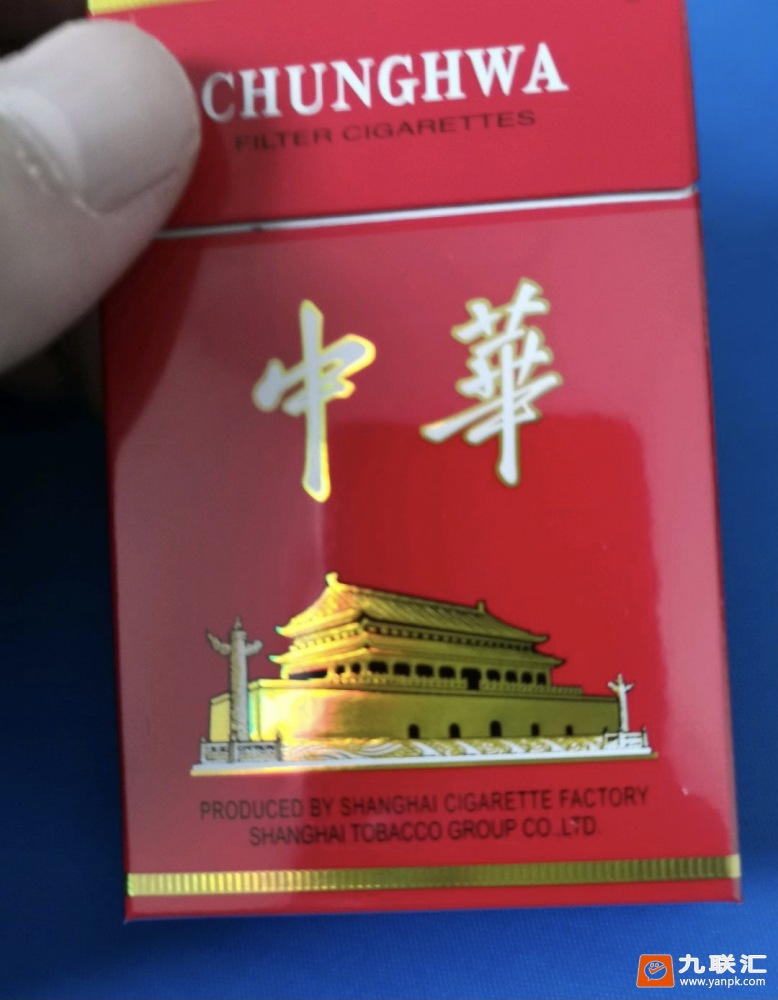 CHUNGHWA
FILTER CIGARETTES
中華
PRODUCED BY SHANGHAI CIGARETTE FACTORY
SHANGHAI TOBACCO GROUP CO.,LTD.
九联汇
www.yanpk.com